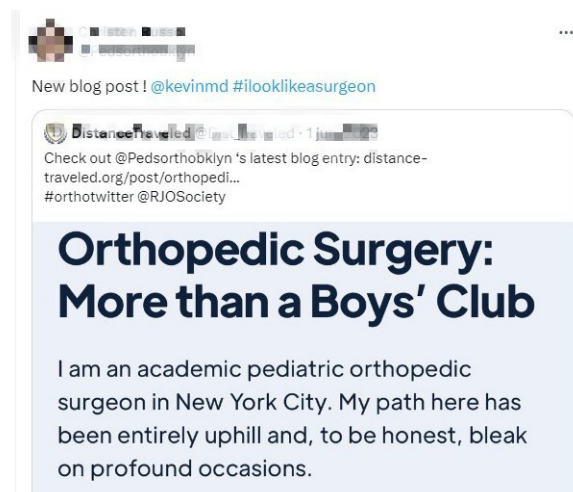 New blog post ! @kevinmd #ilooklikeasurgeon
DistanceTraveled
Check out @Pedsorthobklyn ‘s latest blog entry: distance-
traveled.org/post/orthopedi...
#orthotwitter @RJOSociety
Orthopedic Surgery:
More than a Boys’ Club
I am an academic pediatric orthopedic
surgeon in New York City. My path here has
been entirely uphill and, to be honest, bleak
on profound occasions.